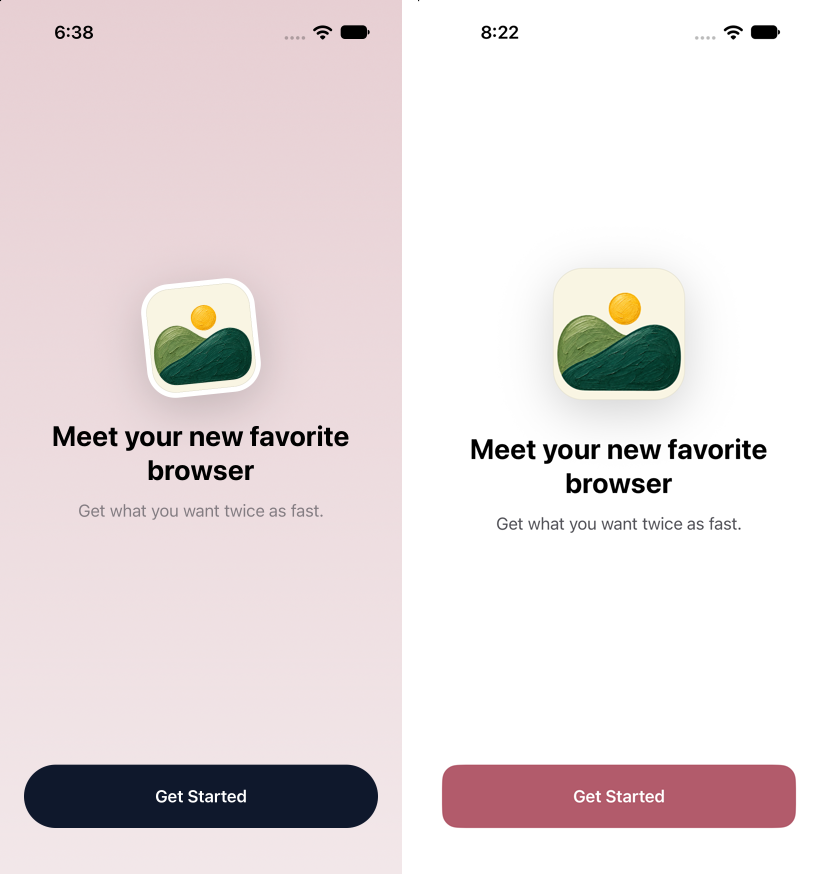 6:38
Meet your new favorite
browser
Get what you want twice as fast.
Get Started
8:22
Meet your new favorite
browser
Get what you want twice as fast.
Get Started